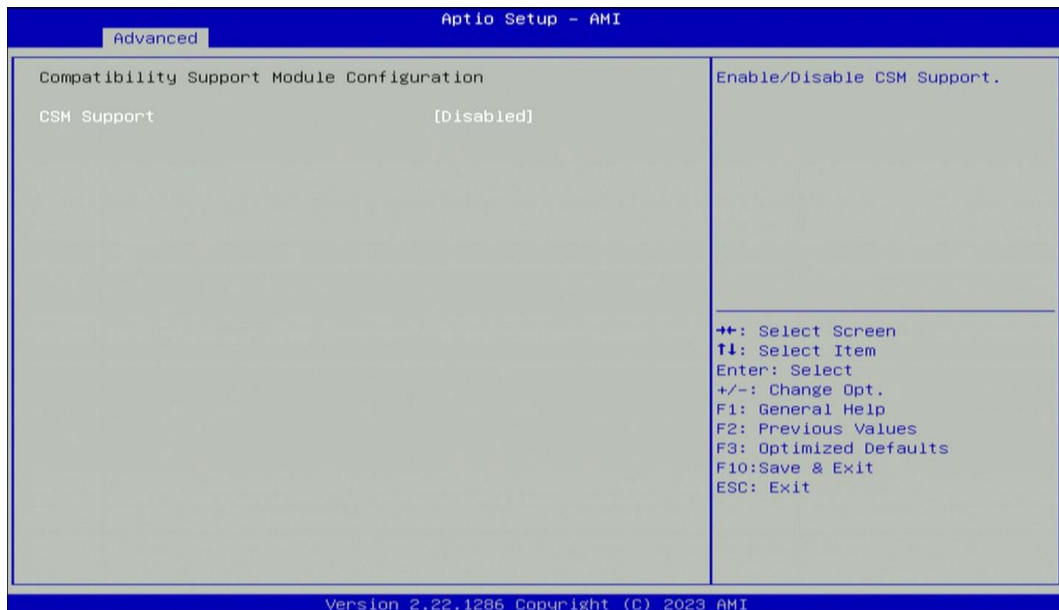 Aptio Setup – AMI
Advanced
Compatibility Support Module Configuration
CSM Support [Disabled]
Enable/Disable CSM Support.
→←: Select Screen
↑↓: Select Item
Enter: Select
+/-: Change Opt.
F1: General Help
F2: Previous Values
F3: Optimized Defaults
F10:Save & Exit
ESC: Exit
Version 2.22.1286 Copyright (C) 2023 AMI